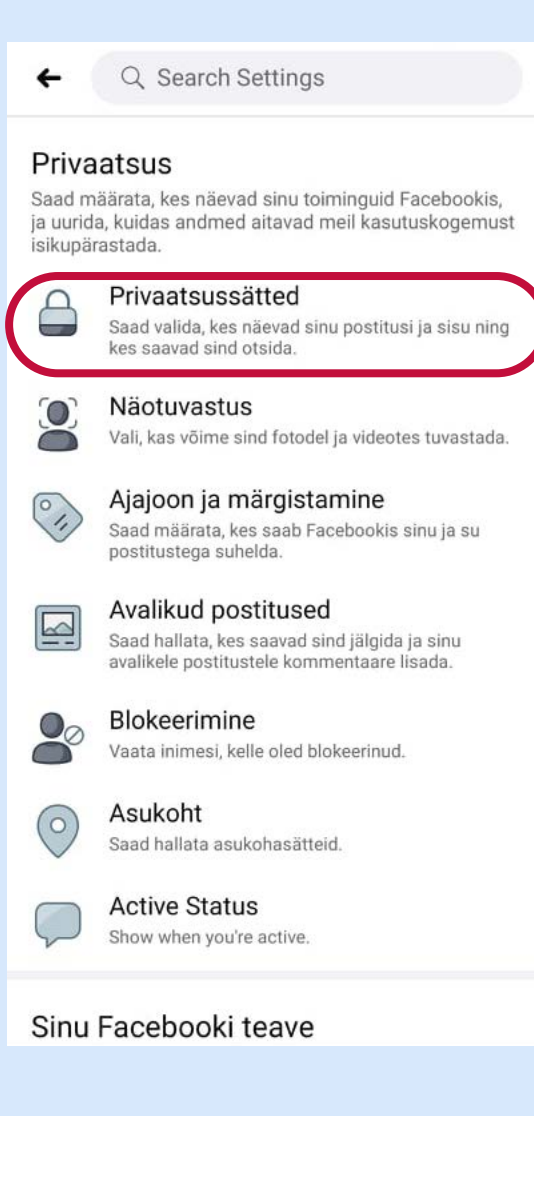 Search Settings
Privaatsus
Saad määrata, kes näevad sinu toiminguid Facebookis,
ja uurida, kuidas andmed aitavad meil kasutuskogemust
isikupärastada.
Privaatsussätted
Saad valida, kes näevad sinu postitusi ja sisu ning
kes saavad sind otsida.
Näotuvastus
Vali, kas võime sind fotodel ja videotes tuvastada.
Ajajoon ja märgistamine
Saad määrata, kes saab Facebookis sinu ja su
postitustega suhelda.
Avalikud postitused
Saad hallata, kes saavad sind jälgida ja sinu
avalikele postitustele kommentaare lisada.
Blokeerimine
Vaata inimesi, kelle oled blokeerinud.
Asukoht
Saad hallata asukohasätteid.
Active Status
Show when you're active.
Sinu Facebooki teave